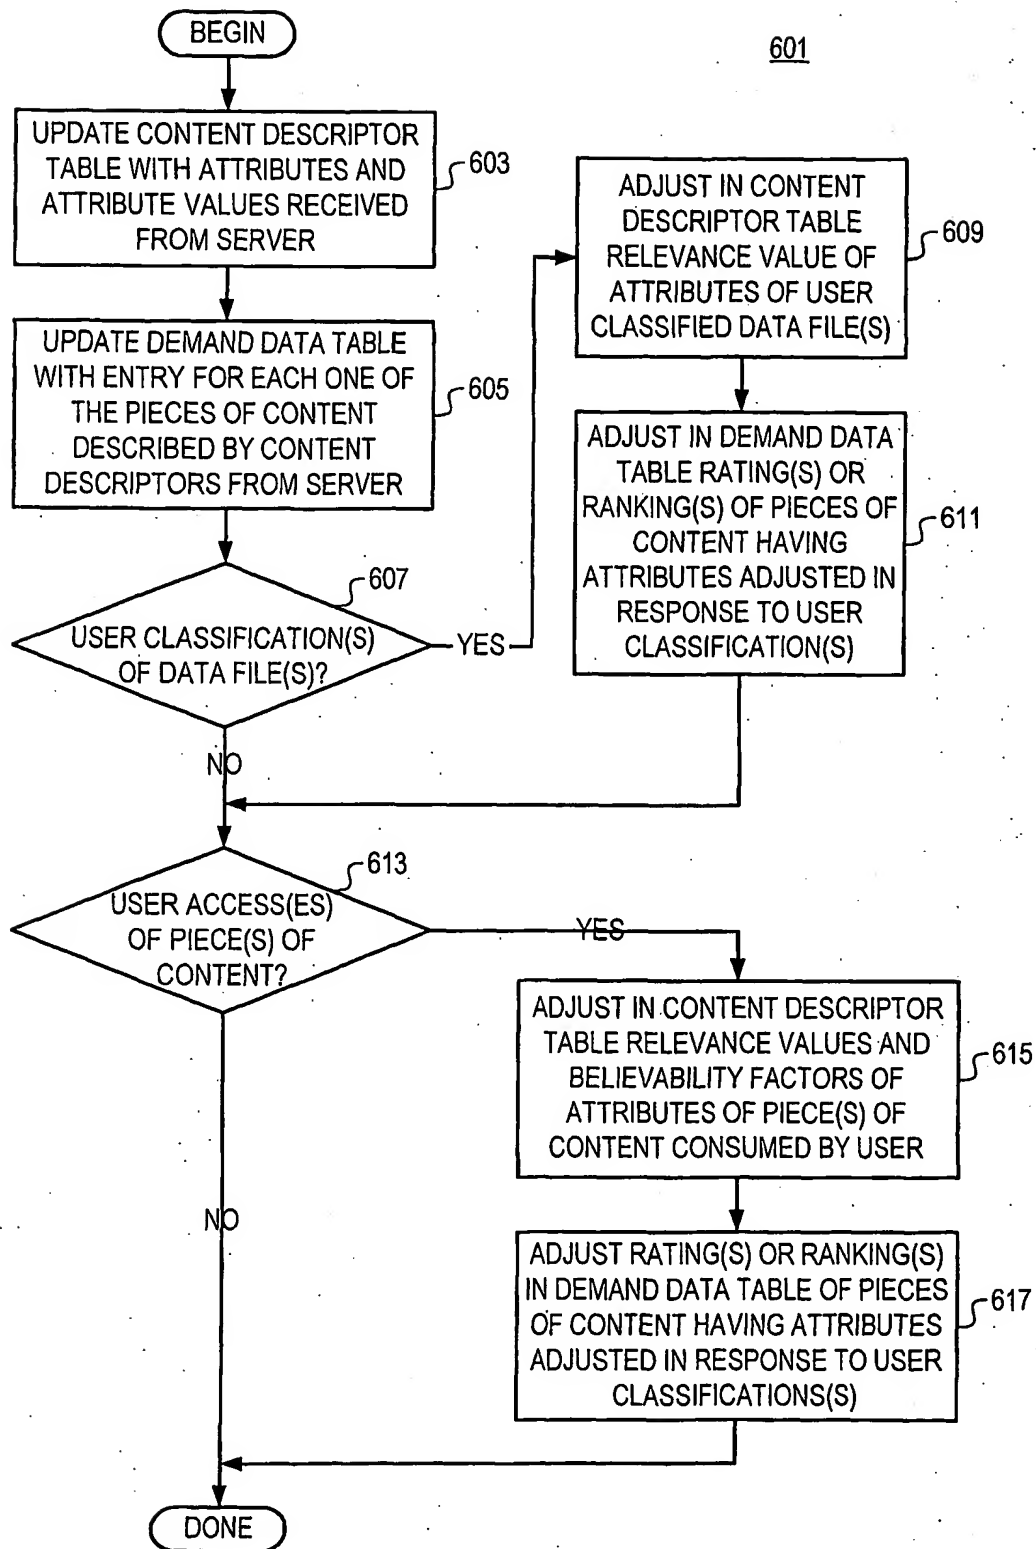 BEGIN
601
UPDATE CONTENT DESCRIPTOR
TABLE WITH ATTRIBUTES AND
ATTRIBUTE VALUES RECEIVED
FROM SERVER
603
UPDATE DEMAND DATA TABLE
WITH ENTRY FOR EACH ONE OF
THE PIECES OF CONTENT
DESCRIBED BY CONTENT
DESCRIPTORS FROM SERVER
605
USER CLASSIFICATION(S)
OF DATA FILE(S)?
607
YES
NO
ADJUST IN CONTENT
DESCRIPTOR TABLE
RELEVANCE VALUE OF
ATTRIBUTES OF USER
CLASSIFIED DATA FILE(S)
609
ADJUST IN DEMAND DATA
TABLE RATING(S) OR
RANKING(S) OF PIECES OF
CONTENT HAVING
ATTRIBUTES ADJUSTED IN
RESPONSE TO USER
CLASSIFICATION(S)
611
USER ACCESS(ES)
OF PIECE(S) OF
CONTENT?
613
YES
NO
ADJUST IN CONTENT DESCRIPTOR
TABLE RELEVANCE VALUES AND
BELIEVABILITY FACTORS OF
ATTRIBUTES OF PIECE(S) OF
CONTENT CONSUMED BY USER
615
ADJUST RATING(S) OR RANKING(S)
IN DEMAND DATA TABLE OF PIECES
OF CONTENT HAVING ATTRIBUTES
ADJUSTED IN RESPONSE TO USER
CLASSIFICATIONS(S)
617
DONE